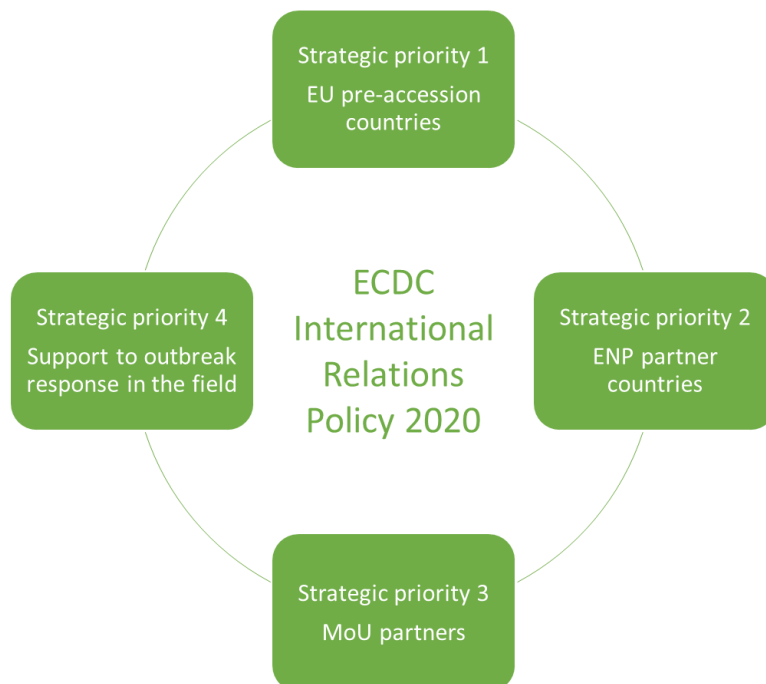 Strategic priority 1
EU pre-accession
countries
Strategic priority 2
ENP partner
countries
Strategic priority 3
MoU partners
Strategic priority 4
Support to outbreak
response in the field
ECDC
International
Relations
Policy 2020